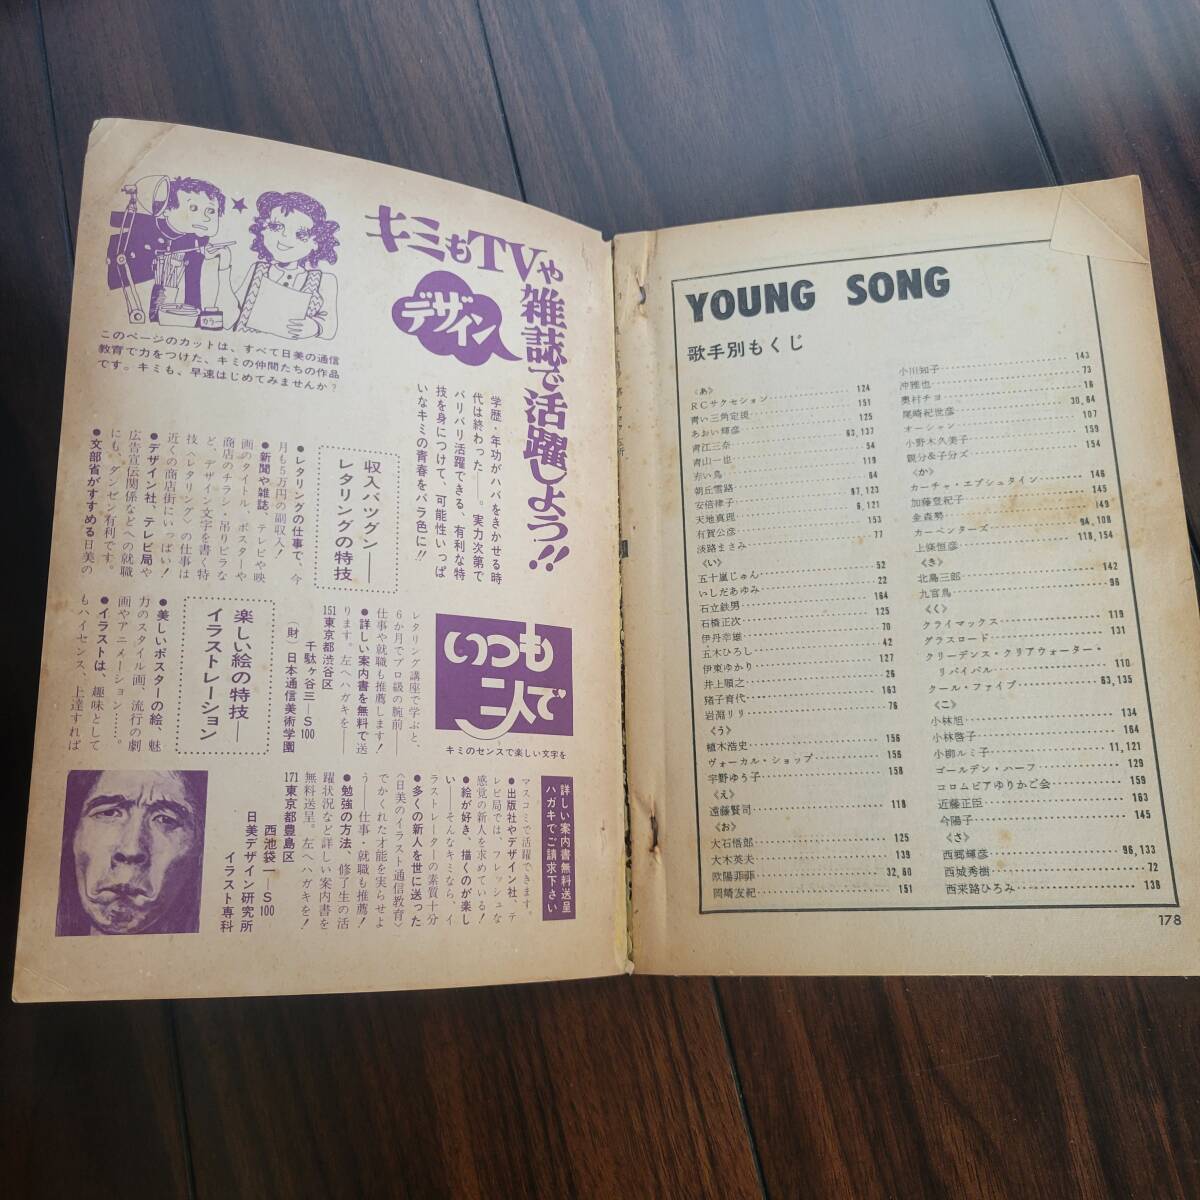 キミもTVや
雑誌で活躍しよう!!
デザイン
このページのカットは、すべて日美の通信
教育で力をつけた、キミの仲間たちの作品
です。キミも、早速はじめてみませんか?
学歴・年功がハバをきかせる時
代は終わった——。実力次第で
バリバリ活躍できる、有利な特
技を身につけて、可能性いっぱ
いなキミの青春をバラ色に!!
収入バツグン——
レタリングの特技
●レタリングの仕事で、今
月も5万円の副収入!
●新聞や雑誌、テレビや映
画のタイトル、ポスターや
商店のチラシ、吊りビラな
ど、デザイン文字を書く特
技〈レタリング〉の仕事は
近くの商店街にいっぱい!
●デザイン社、テレビ局や
広告宣伝関係などへの就職
にも、ダンゼン有利です。
●文部省がすすめる日美の
レタリング講座で学ぶと、
6か月でプロ級の腕前——
仕事や就職も推薦します!
●詳しい案内書を無料で送
ります。左へハガキを——
151東京都渋谷区
千駄ヶ谷三—S100
(財)日本通信美術学園
いつも
二人で
キミのセンスで楽しい文字を
楽しい絵の特技——
イラストレーション
●美しいポスターの絵、魅
力のスタイル画、流行の劇
画やアニメーション……。
●イラストは、趣味として
もハイセンス、上達すれば
マスコミで活躍できます。
●出版社やデザイン社、テ
レビ局では、フレッシュな
感覚の新人を求めている!
●絵が好き、描くのが楽し
い——そんなキミなら、イ
ラストレーターの素質十分
●多くの新人を世に送った
〈日美のイラスト通信教育〉
でかくれた才能を実らせよ
う——仕事・就職も推薦!
●勉強の方法、修了生の活
躍状況など詳しい案内書を
無料送呈。左へハガキを!
171東京都豊島区
西池袋一—S100
日美デザイン研究所
イラスト専科
詳しい案内書無料送呈
ハガキでご請求下さい
YOUNG SONG
歌手別もくじ
〈あ〉
RCサクセション 124
青い三角定規 151
あおい輝彦 125
青江三奈 63,137
青山一也 54
赤い鳥 119
朝丘雪路 64
安倍律子 87,123
天地真理 6,121
有賀公彦 153
淡路まさみ 77
〈い〉
五十嵐じゅん 52
いしだあゆみ 22
石立鉄男 164
石橋正次 125
伊丹幸雄 70
五木ひろし 42
伊東ゆかり 127
井上順之 26
猪子育代 163
岩淵リリ 76
〈う〉
植木浩史 156
ヴォーカル・ショップ 156
宇野ゆう子 158
〈え〉
遠藤賢司 118
〈お〉
大石悟郎 125
大木英夫 139
欧陽菲菲 32,60
岡崎友紀 151
小川知子 143
沖雅也 73
奥村チヨ 16
尾崎紀世彦 30,64
オーシャン 107
小野木久美子 159
親分&子分ズ 154
〈か〉
カーチャ・エプシュタイン 146
加藤登紀子 145
金森勢 149
カーペンターズ 94,108
上條恒彦 118,154
〈き〉
北島三郎 142
九官鳥 96
〈く〉
クライマックス 119
グラスロード 131
クリーデンス・クリアウォーター・
リバイバル 110
クール・ファイブ 63,135
〈こ〉
小林旭 134
小林啓子 164
小柳ルミ子 11,121
ゴールデン・ハーフ 129
コロムビアゆりかご会 159
近藤正臣 163
今陽子 145
〈さ〉
西郷輝彦 96,133
西城秀樹 72
西来路ひろみ 138
178